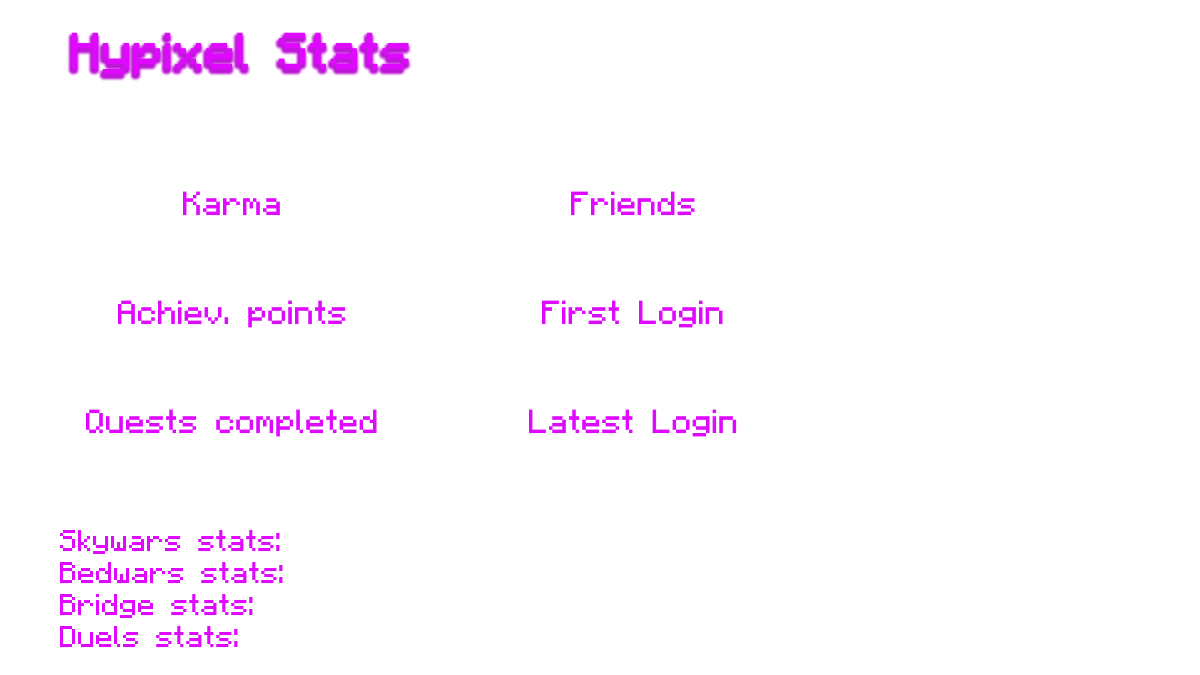 Hypixel Stats
Karma Friends
Achiev. points First Login
Quests completed Latest Login
Skywars stats:
Bedwars stats:
Bridge stats:
Duels stats: